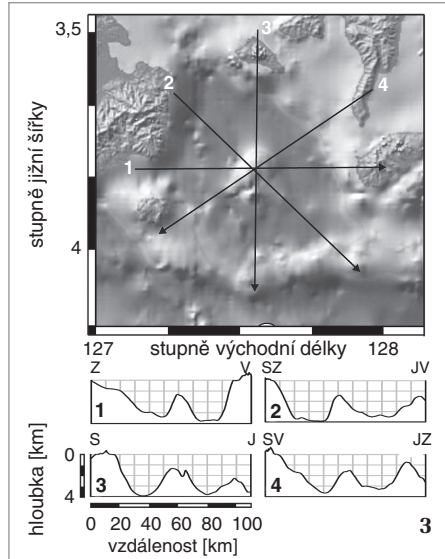 3,5
3
2
4
1
stupně jižní šířky
4
127 stupně východní délky 128
Z V SZ JV
1 2
S J SV JZ
hloubka [km]
0
4
3 4
0 20 40 60 80 100
vzdálenost [km]
3